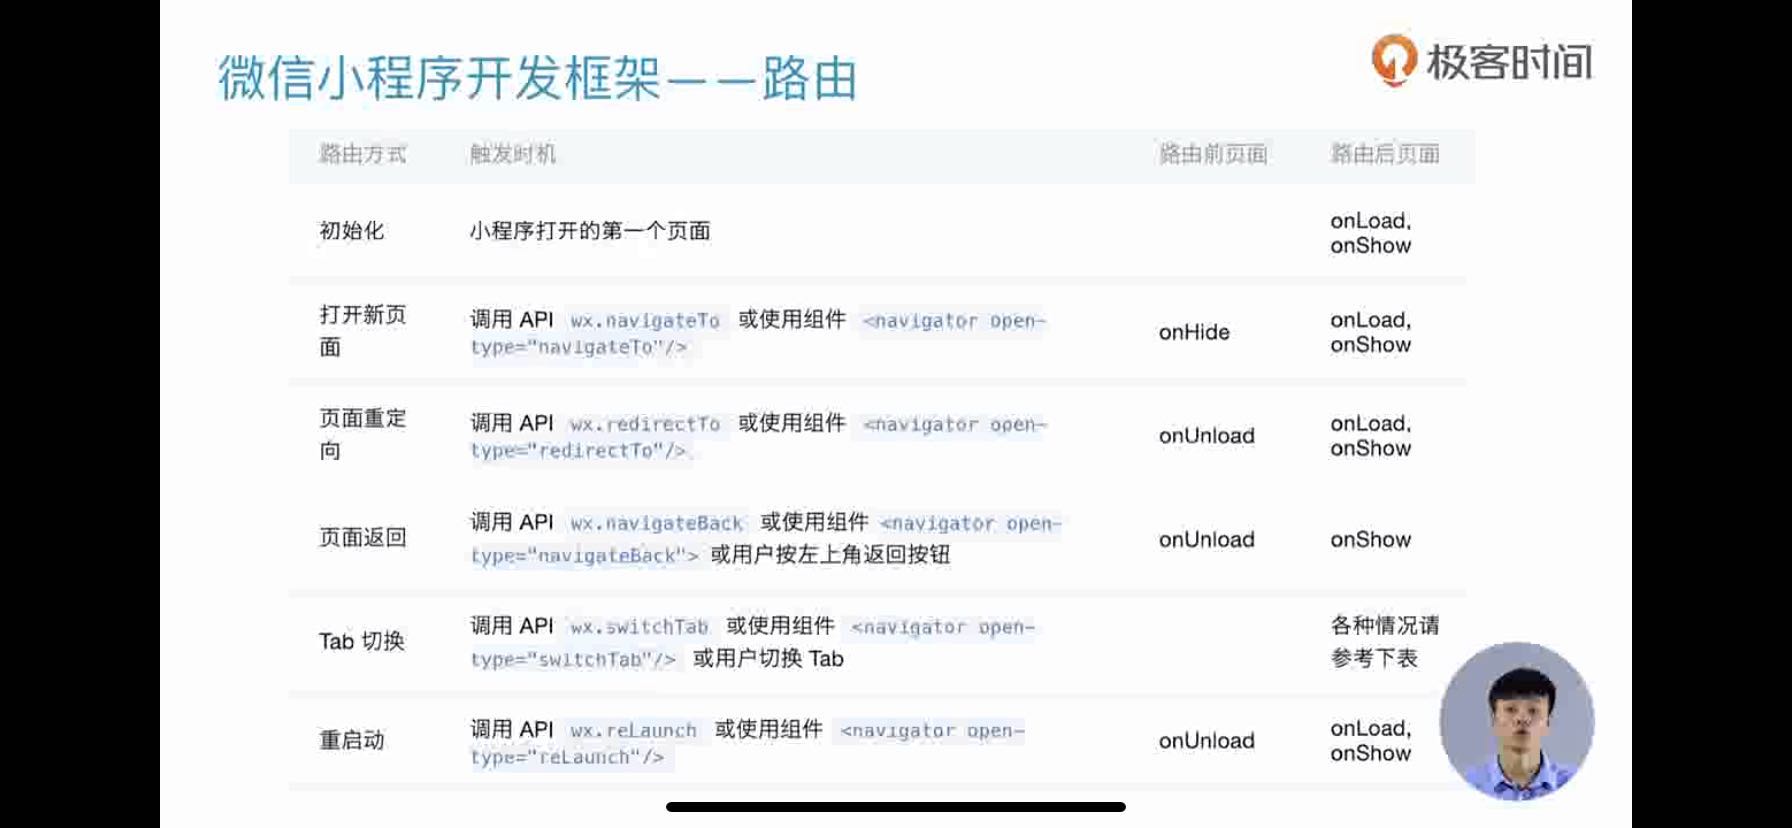 微信小程序开发框架——路由
极客时间
路由方式 触发时机 路由前页面 路由后页面
初始化 小程序打开的第一个页面 onLoad,
onShow
打开新页
面
调用 API wx.navigateTo 或使用组件 <navigator open-
type="navigateTo"/>
onHide
onLoad,
onShow
页面重定
向
调用 API wx.redirectTo 或使用组件 <navigator open-
type="redirectTo"/>
onUnload
onLoad,
onShow
页面返回
调用 API wx.navigateBack 或使用组件 <navigator open-
type="navigateBack"> 或用户按左上角返回按钮
onUnload
onShow
Tab 切换
调用 API wx.switchTab 或使用组件 <navigator open-
type="switchTab"/> 或用户切换 Tab
各种情况请
参考下表
重启动
调用 API wx.reLaunch 或使用组件 <navigator open-
type="reLaunch"/>
onUnload
onLoad,
onShow